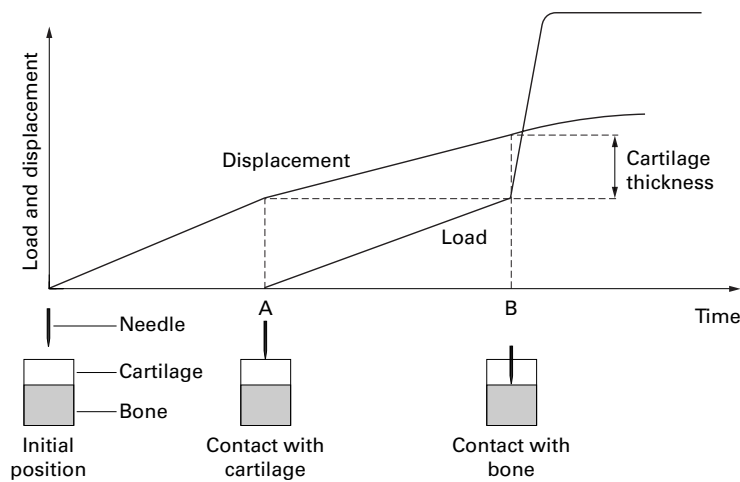 Load and displacement
Displacement
Cartilage
thickness
Load
A
B
Time
Needle
Cartilage
Bone
Initial
position
Contact with
cartilage
Contact with
bone